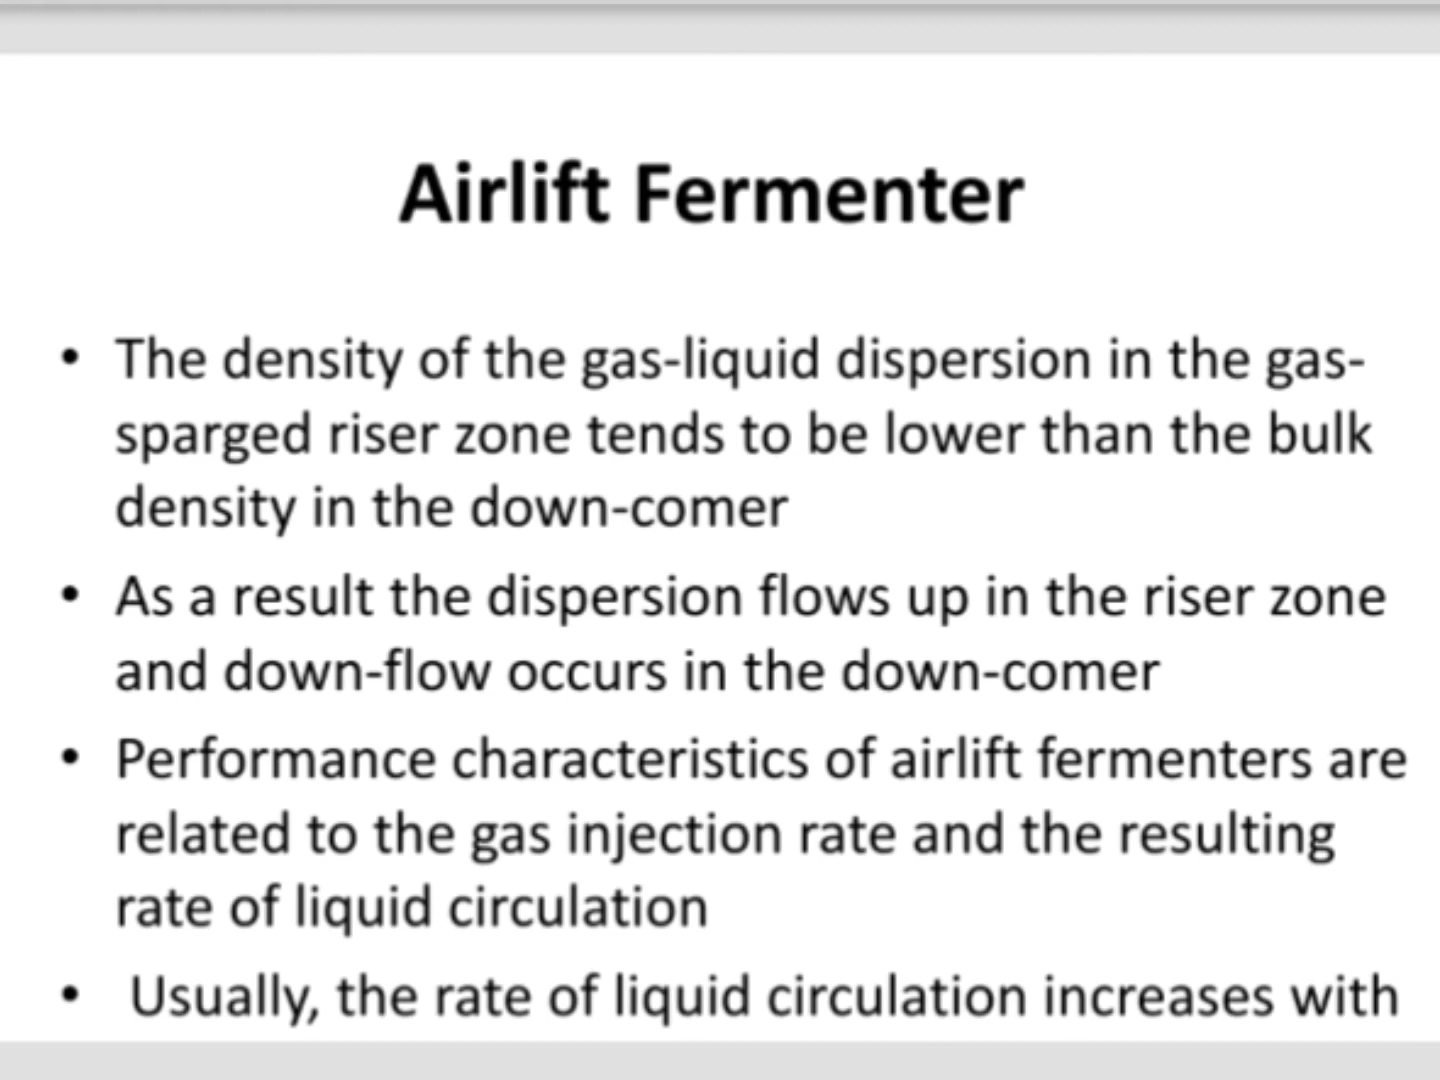 Airlift Fermenter
• The density of the gas-liquid dispersion in the gas-
sparged riser zone tends to be lower than the bulk
density in the down-comer
• As a result the dispersion flows up in the riser zone
and down-flow occurs in the down-comer
• Performance characteristics of airlift fermenters are
related to the gas injection rate and the resulting
rate of liquid circulation
• Usually, the rate of liquid circulation increases with